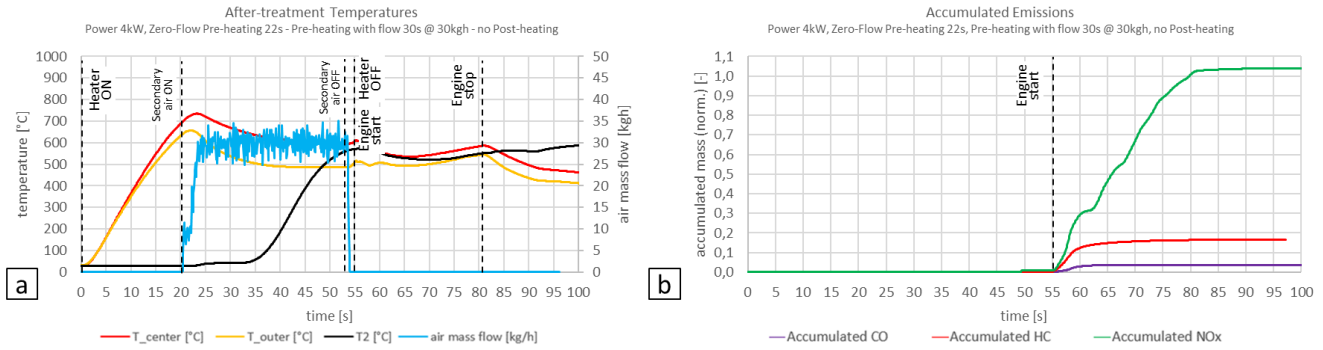 After-treatment Temperatures
Power 4kW, Zero-Flow Pre-heating 22s - Pre-heating with flow 30s @ 30kgh - no Post-heating
temperature [°C]
1000
900
800
700
600
500
400
300
200
100
0
Heater
ON
Secondary
air ON
Secondary
air OFF
Engine
start
Heater
OFF
Engine
stop
50
45
40
35
30
25
20
15
10
5
0
air mass flow [kgh]
0 5 10 15 20 25 30 35 40 45 50 55 60 65 70 75 80 85 90 95 100
time [s]
T_center [°C] T_outer [°C] T2 [°C] air mass flow [kg/h]
a
Accumulated Emissions
Power 4kW, Zero-Flow Pre-heating 22s, Pre-heating with flow 30s @ 30kgh, no Post-heating
accumulated mass (norm.) [-]
1,1
1,0
0,9
0,8
0,7
0,6
0,5
0,4
0,3
0,2
0,1
0,0
Engine
start
0 5 10 15 20 25 30 35 40 45 50 55 60 65 70 75 80 85 90 95 100
time [s]
Accumulated CO Accumulated HC Accumulated NOx
b